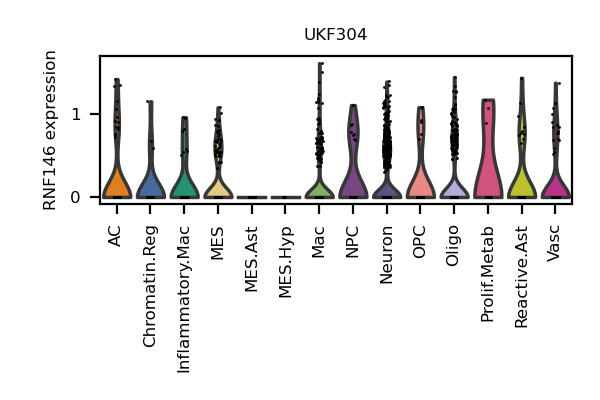 UKF304
RNF146 expression
1
0
AC
Chromatin.Reg
Inflammatory.Mac
MES
MES.Ast
MES.Hyp
Mac
NPC
Neuron
OPC
Oligo
Prolif.Metab
Reactive.Ast
Vasc